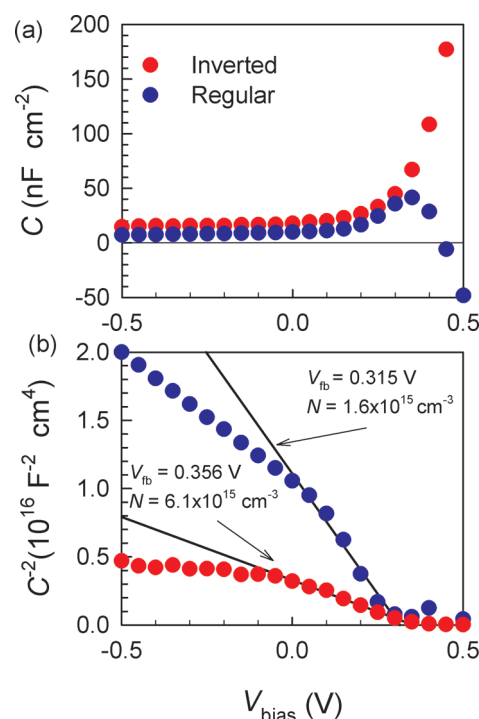 (a)
200
150
100
50
0
-50
C (nF cm⁻²)
Inverted
Regular
-0.5
0.0
0.5
(b)
2.0
1.5
1.0
0.5
0.0
C⁻² (10¹⁶ F⁻² cm⁴)
V_fb = 0.315 V
N = 1.6x10¹⁵ cm⁻³
V_fb = 0.356 V
N = 6.1x10¹⁵ cm⁻³
-0.5
0.0
0.5
V_bias (V)